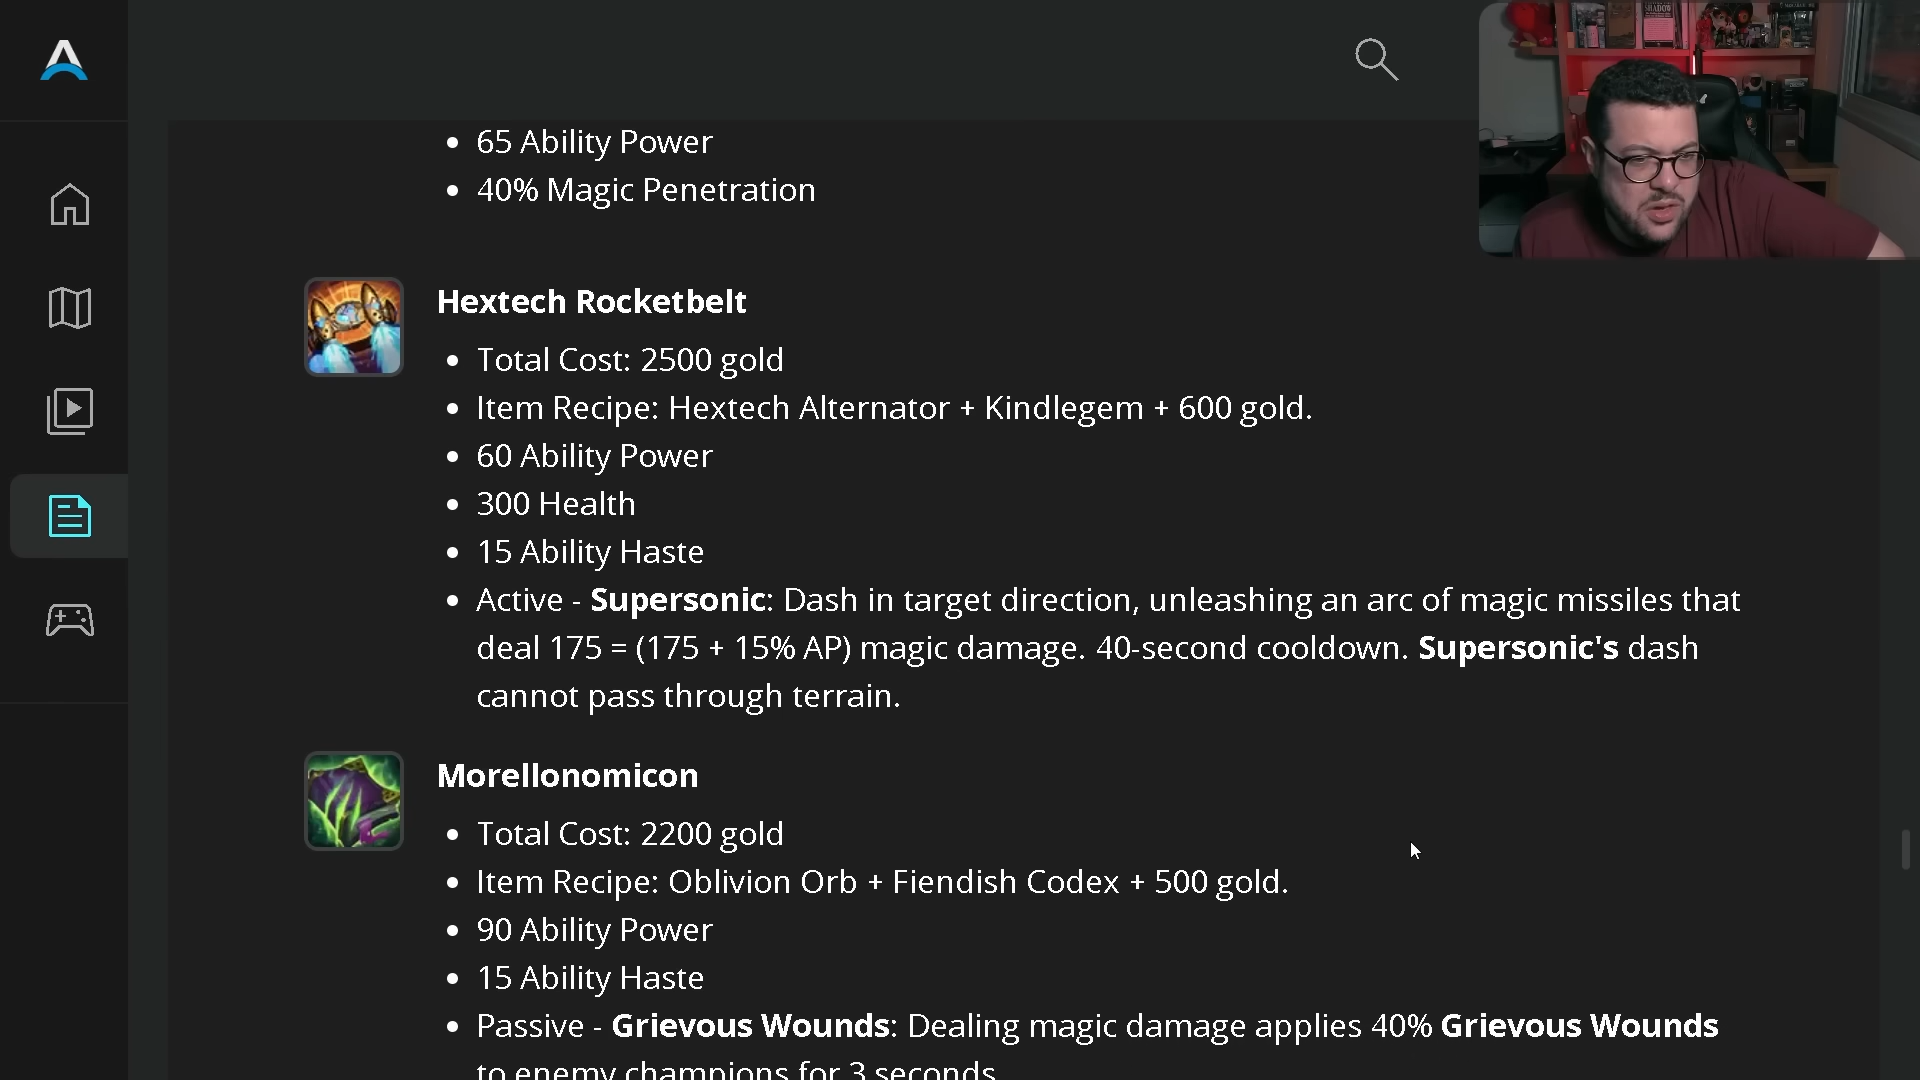 65 Ability Power
40% Magic Penetration
Hextech Rocketbelt
Total Cost: 2500 gold
Item Recipe: Hextech Alternator + Kindlegem + 600 gold.
60 Ability Power
300 Health
15 Ability Haste
Active - Supersonic: Dash in target direction, unleashing an arc of magic missiles that
deal 175 = (175 + 15% AP) magic damage. 40-second cooldown. Supersonic's dash
cannot pass through terrain.
Morellonomicon
Total Cost: 2200 gold
Item Recipe: Oblivion Orb + Fiendish Codex + 500 gold.
90 Ability Power
15 Ability Haste
Passive - Grievous Wounds: Dealing magic damage applies 40% Grievous Wounds
to enemy champions for 3 seconds.